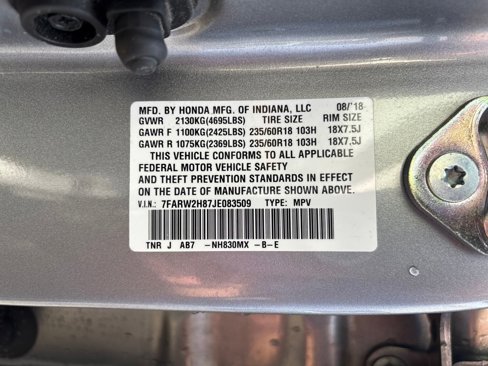 MFD. BY HONDA MFG. OF INDIANA, LLC 08/'18
GVWR 2130KG(4695LBS) TIRE SIZE RIM SIZE
GAWR F 1100KG(2425LBS) 235/60R18 103H 18X7.5J
GAWR R 1075KG(2369LBS) 235/60R18 103H 18X7.5J
THIS VEHICLE CONFORMS TO ALL APPLICABLE
FEDERAL MOTOR VEHICLE SAFETY
AND THEFT PREVENTION STANDARDS IN EFFECT
ON THE DATE OF MANUFACTURE SHOWN ABOVE.
V.I.N.: 7FARW2H87JE083509 TYPE: MPV
TNR J AB7 -NH830MX -B-E